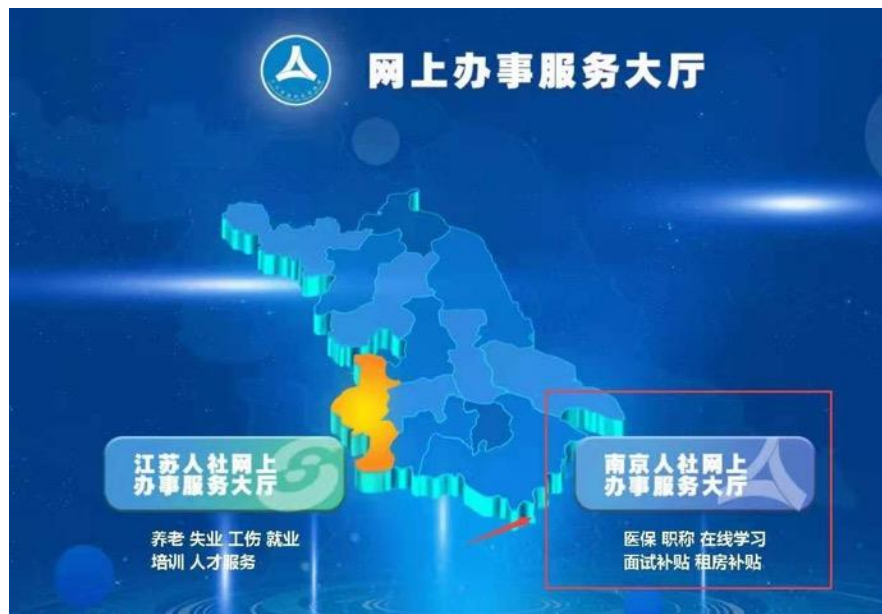 网上办事服务大厅
江苏人社网上
办事服务大厅
养老 失业 工伤 就业
培训 人才服务
南京人社网上
办事服务大厅
医保 职称 在线学习
面试补贴 租房补贴